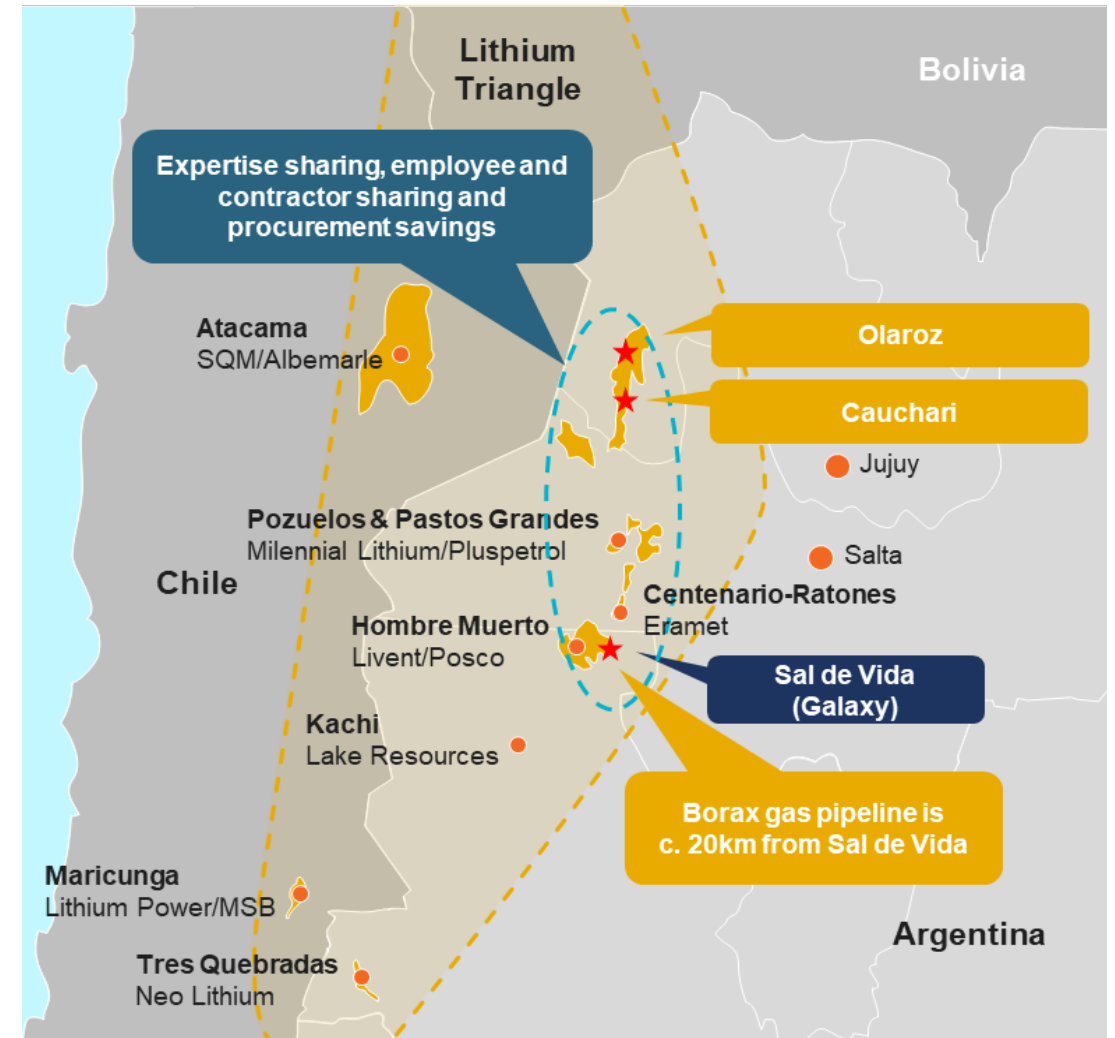 Lithium
Triangle
Bolivia
Expertise sharing, employee and
contractor sharing and
procurement savings
Atacama
SQM/Albemarle
Olaroz
Cauchari
Jujuy
Pozuelos & Pastos Grandes
Milennial Lithium/Pluspetrol
Salta
Chile
Centenario-Ratones
Eramet
Hombre Muerto
Livent/Posco
Sal de Vida
(Galaxy)
Kachi
Lake Resources
Borax gas pipeline is
c. 20km from Sal de Vida
Maricunga
Lithium Power/MSB
Argentina
Tres Quebradas
Neo Lithium